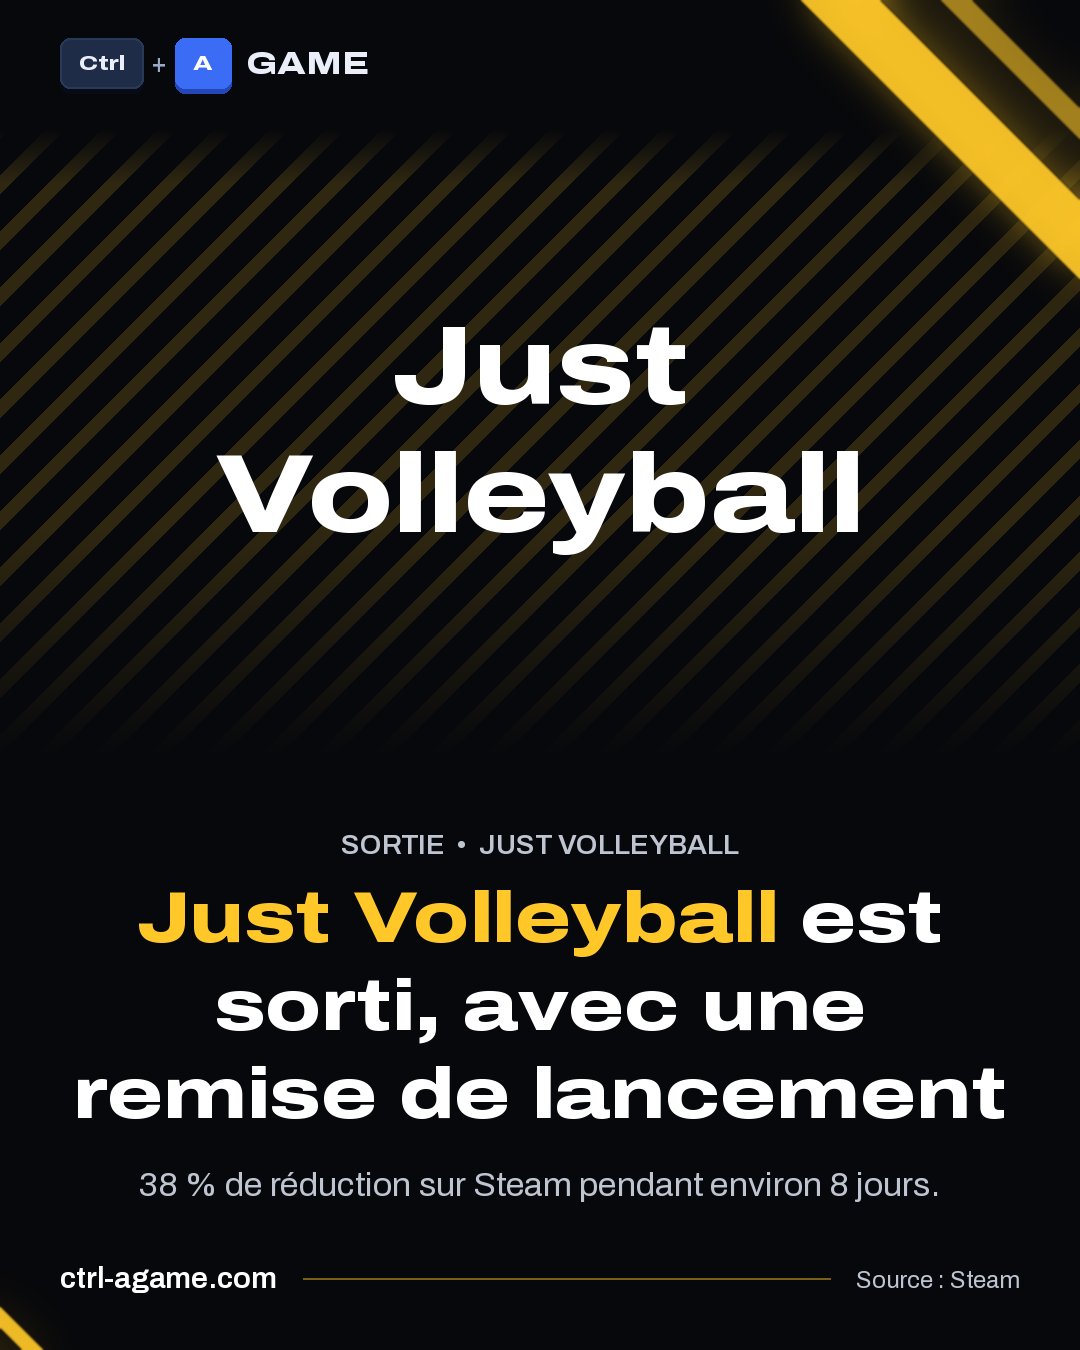 Ctrl + A GAME
Just
Volleyball
SORTIE • JUST VOLLEYBALL
Just Volleyball est
sorti, avec une
remise de lancement
38 % de réduction sur Steam pendant environ 8 jours.
ctrl-agame.com
Source : Steam